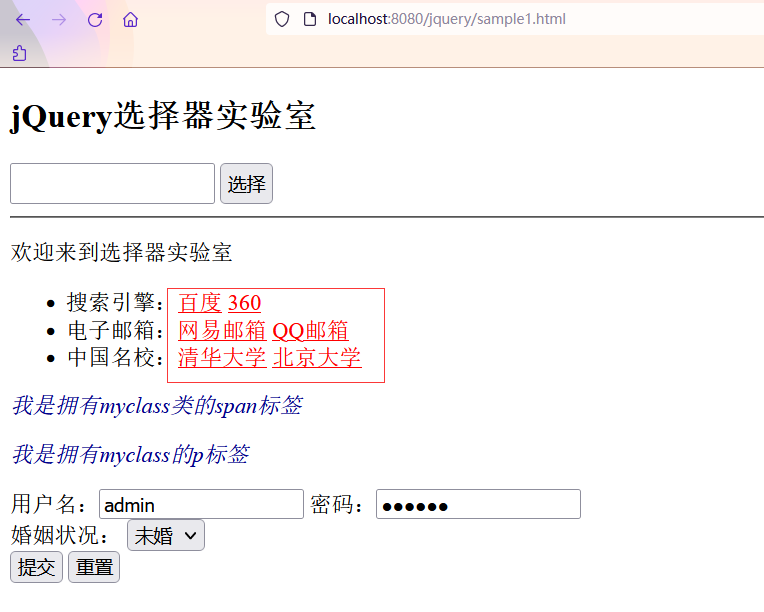 localhost:8080/jquery/sample1.html
jQuery选择器实验室
选择
欢迎来到选择器实验室
搜索引擎：百度 360
电子邮箱：网易邮箱 QQ邮箱
中国名校：清华大学 北京大学
我是拥有myclass类的span标签
我是拥有myclass的p标签
用户名：admin 密码：●●●●●●
婚姻状况：未婚
提交 重置